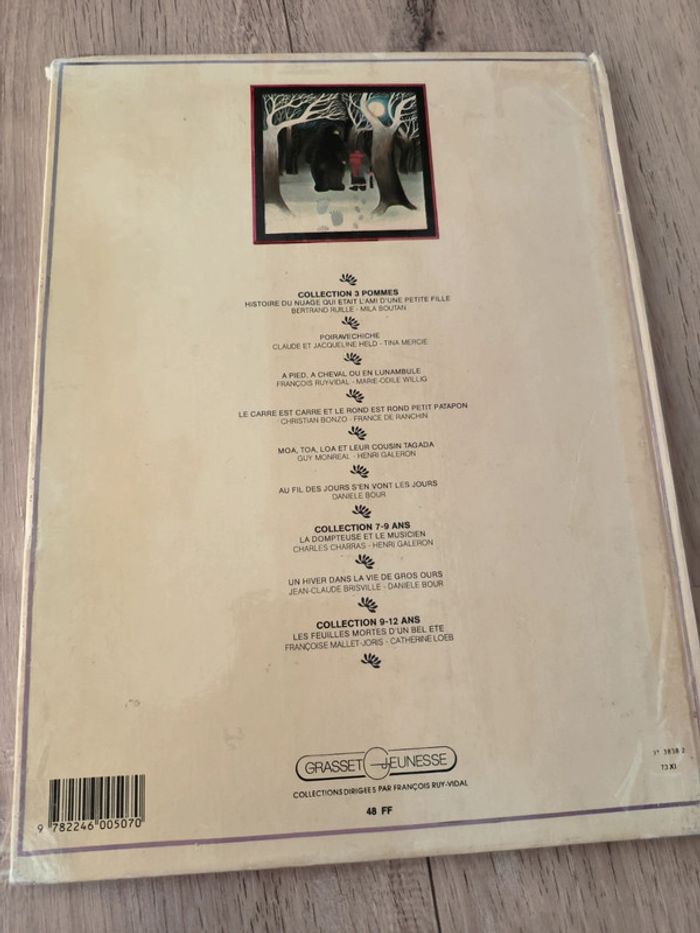 COLLECTION 3 POMMES
HISTOIRE DU NUAGE QUI ETAIT L'AMI D'UNE PETITE FILLE
BERTRAND RUILLE - MILA BOUTAN
POIRAVECHICHE
CLAUDE ET JACQUELINE HELD - TINA MERCIE
A PIED, A CHEVAL OU EN LUNAMBULE
FRANÇOIS RUY-VIDAL - MARIE-ODILE WILLIG
LE CARRE EST CARRE ET LE ROND EST ROND PETIT PATAPON
CHRISTIAN BONZO - FRANCE DE RANCHIN
MOA, TOA, LOA ET LEUR COUSIN TAGADA
GUY MONREAL - HENRI GALERON
AU FIL DES JOURS S'EN VONT LES JOURS
DANIELE BOUR
COLLECTION 7-9 ANS
LA DOMPTEUSE ET LE MUSICIEN
CHARLES CHARRAS - HENRI GALERON
UN HIVER DANS LA VIE DE GROS OURS
JEAN-CLAUDE BRISVILLE - DANIELE BOUR
COLLECTION 9-12 ANS
LES FEUILLES MORTES D'UN BEL ETE
FRANÇOISE MALLET-JORIS - CATHERINE LOEB
GRASSET JEUNESSE
COLLECTIONS DIRIGEES PAR FRANÇOIS RUY-VIDAL
48 FF
3838 2
73 XI
9 782246 005070